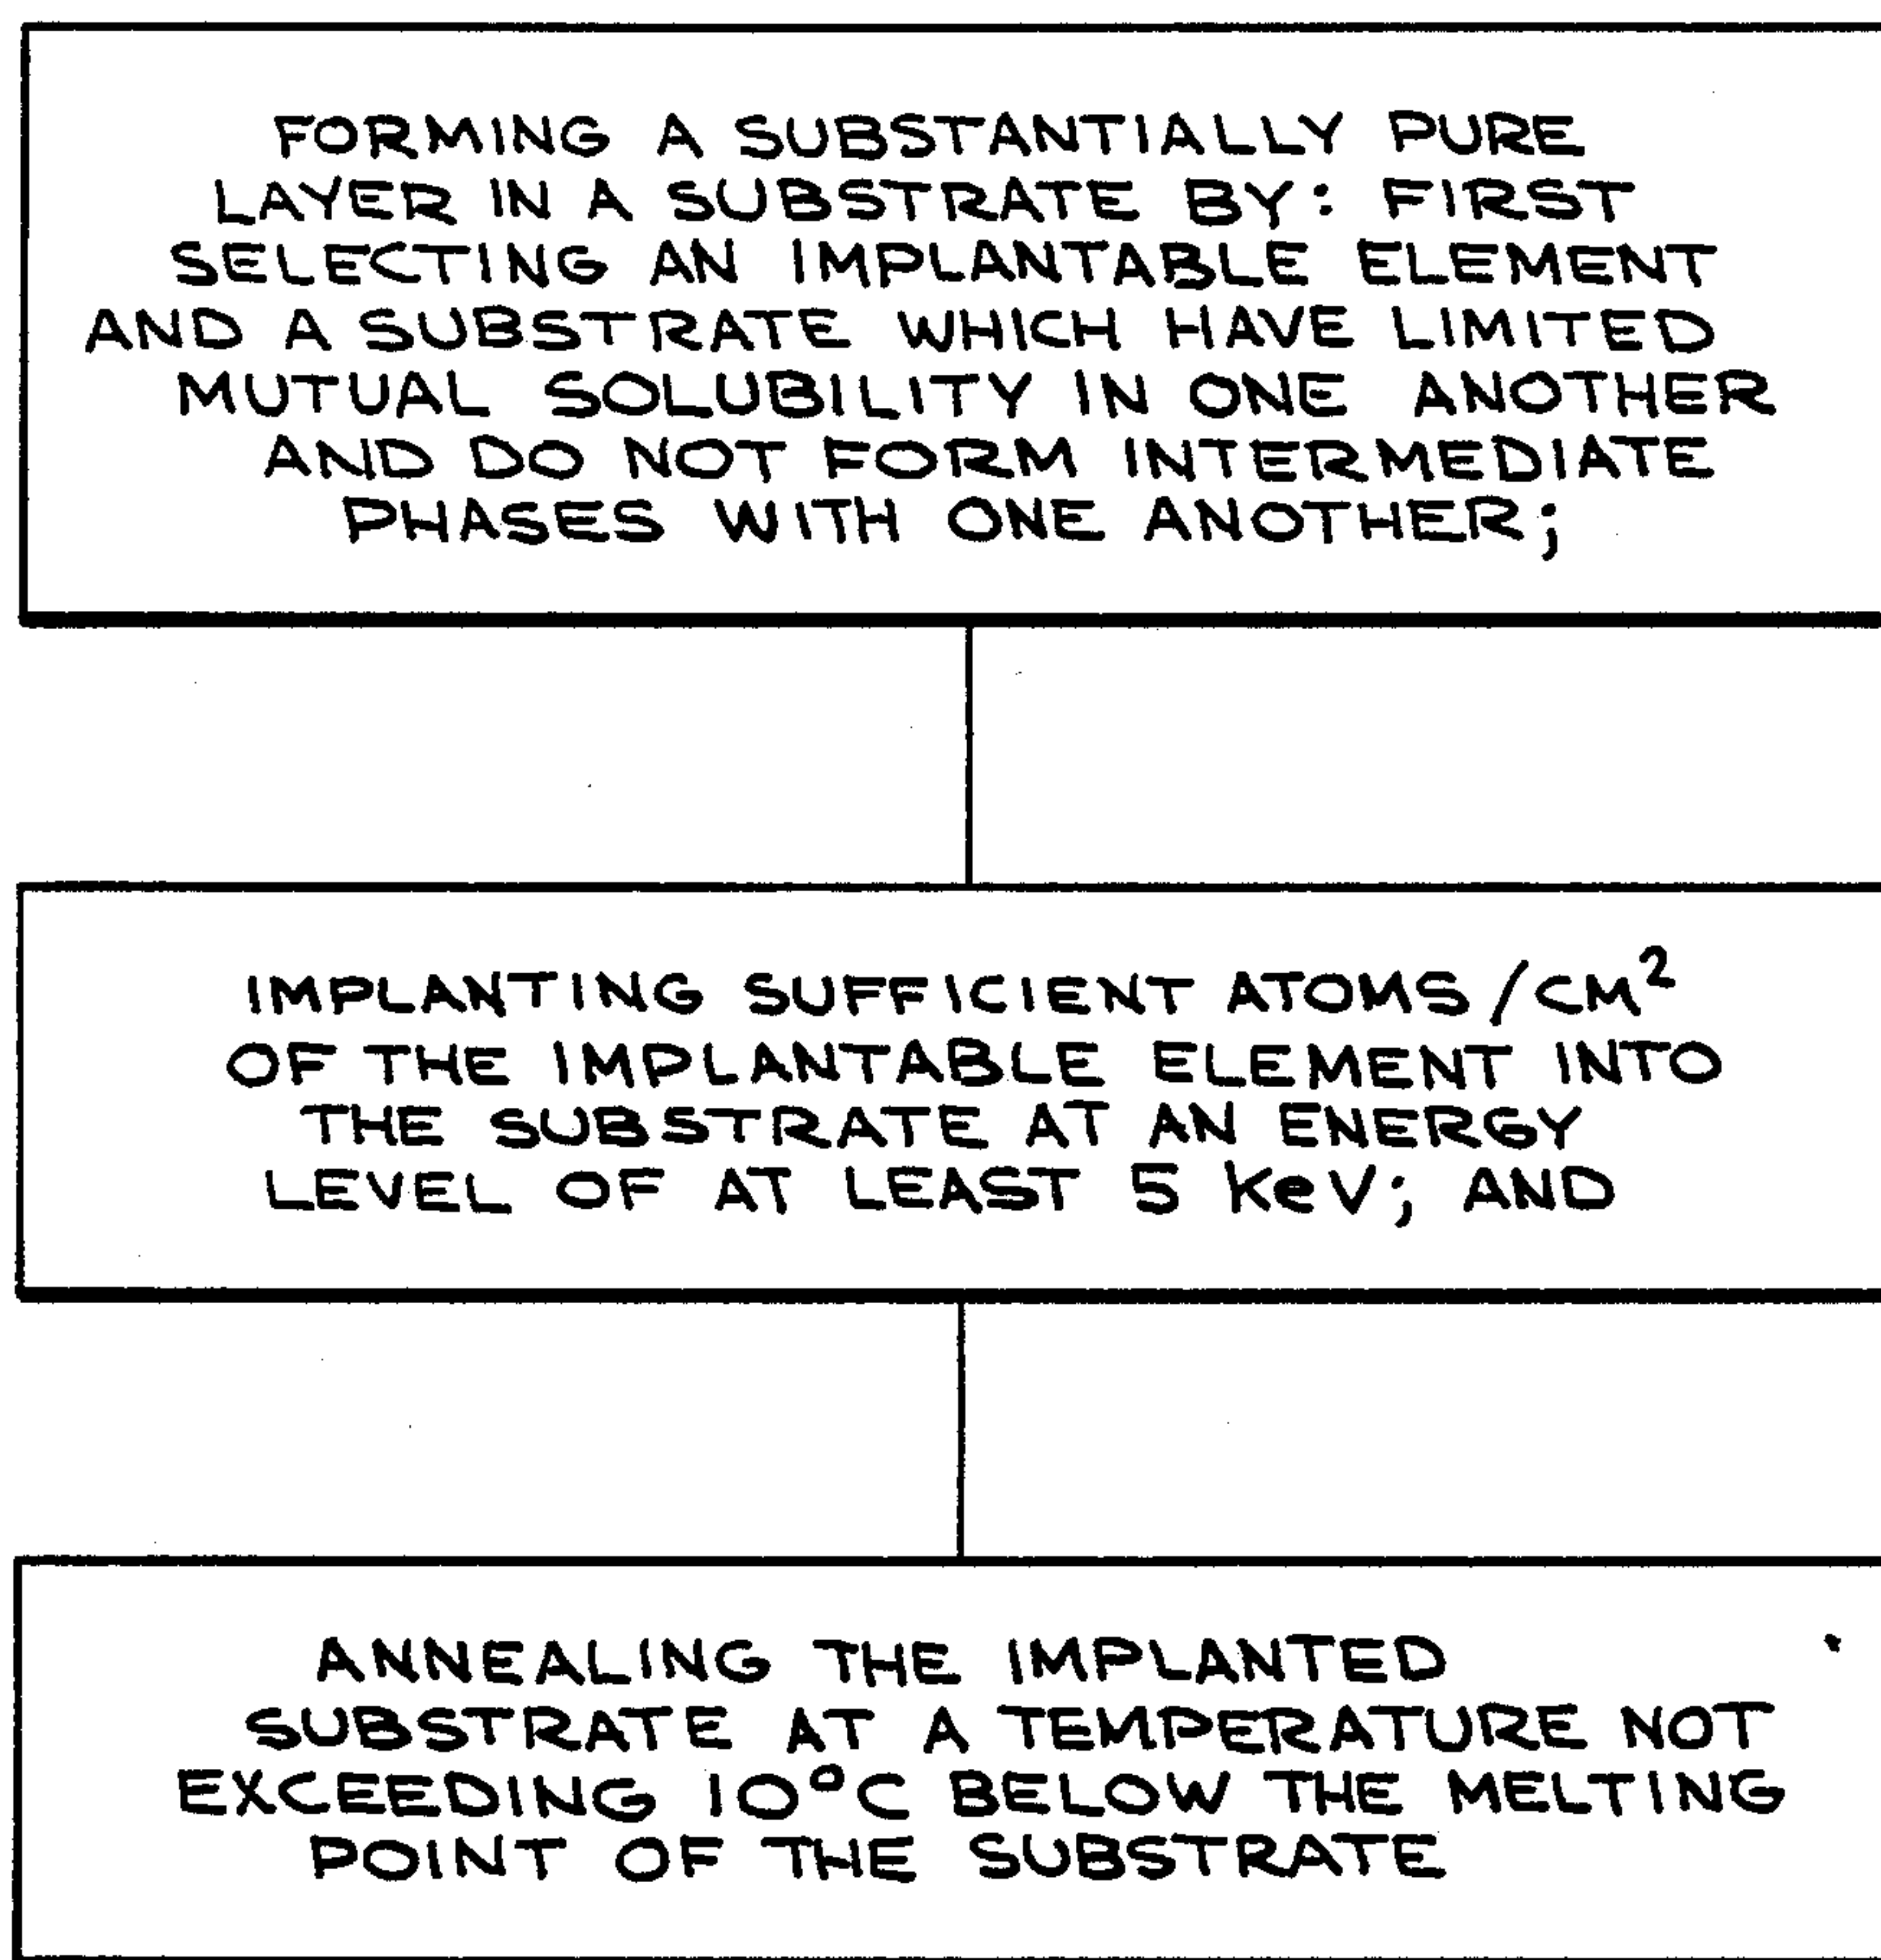 FORMING A SUBSTANTIALLY PURE
LAYER IN A SUBSTRATE BY: FIRST
SELECTING AN IMPLANTABLE ELEMENT
AND A SUBSTRATE WHICH HAVE LIMITED
MUTUAL SOLUBILITY IN ONE ANOTHER
AND DO NOT FORM INTERMEDIATE
PHASES WITH ONE ANOTHER;
IMPLANTING SUFFICIENT ATOMS/CM²
OF THE IMPLANTABLE ELEMENT INTO
THE SUBSTRATE AT AN ENERGY
LEVEL OF AT LEAST 5 KeV; AND
ANNEALING THE IMPLANTED
SUBSTRATE AT A TEMPERATURE NOT
EXCEEDING 10°C BELOW THE MELTING
POINT OF THE SUBSTRATE